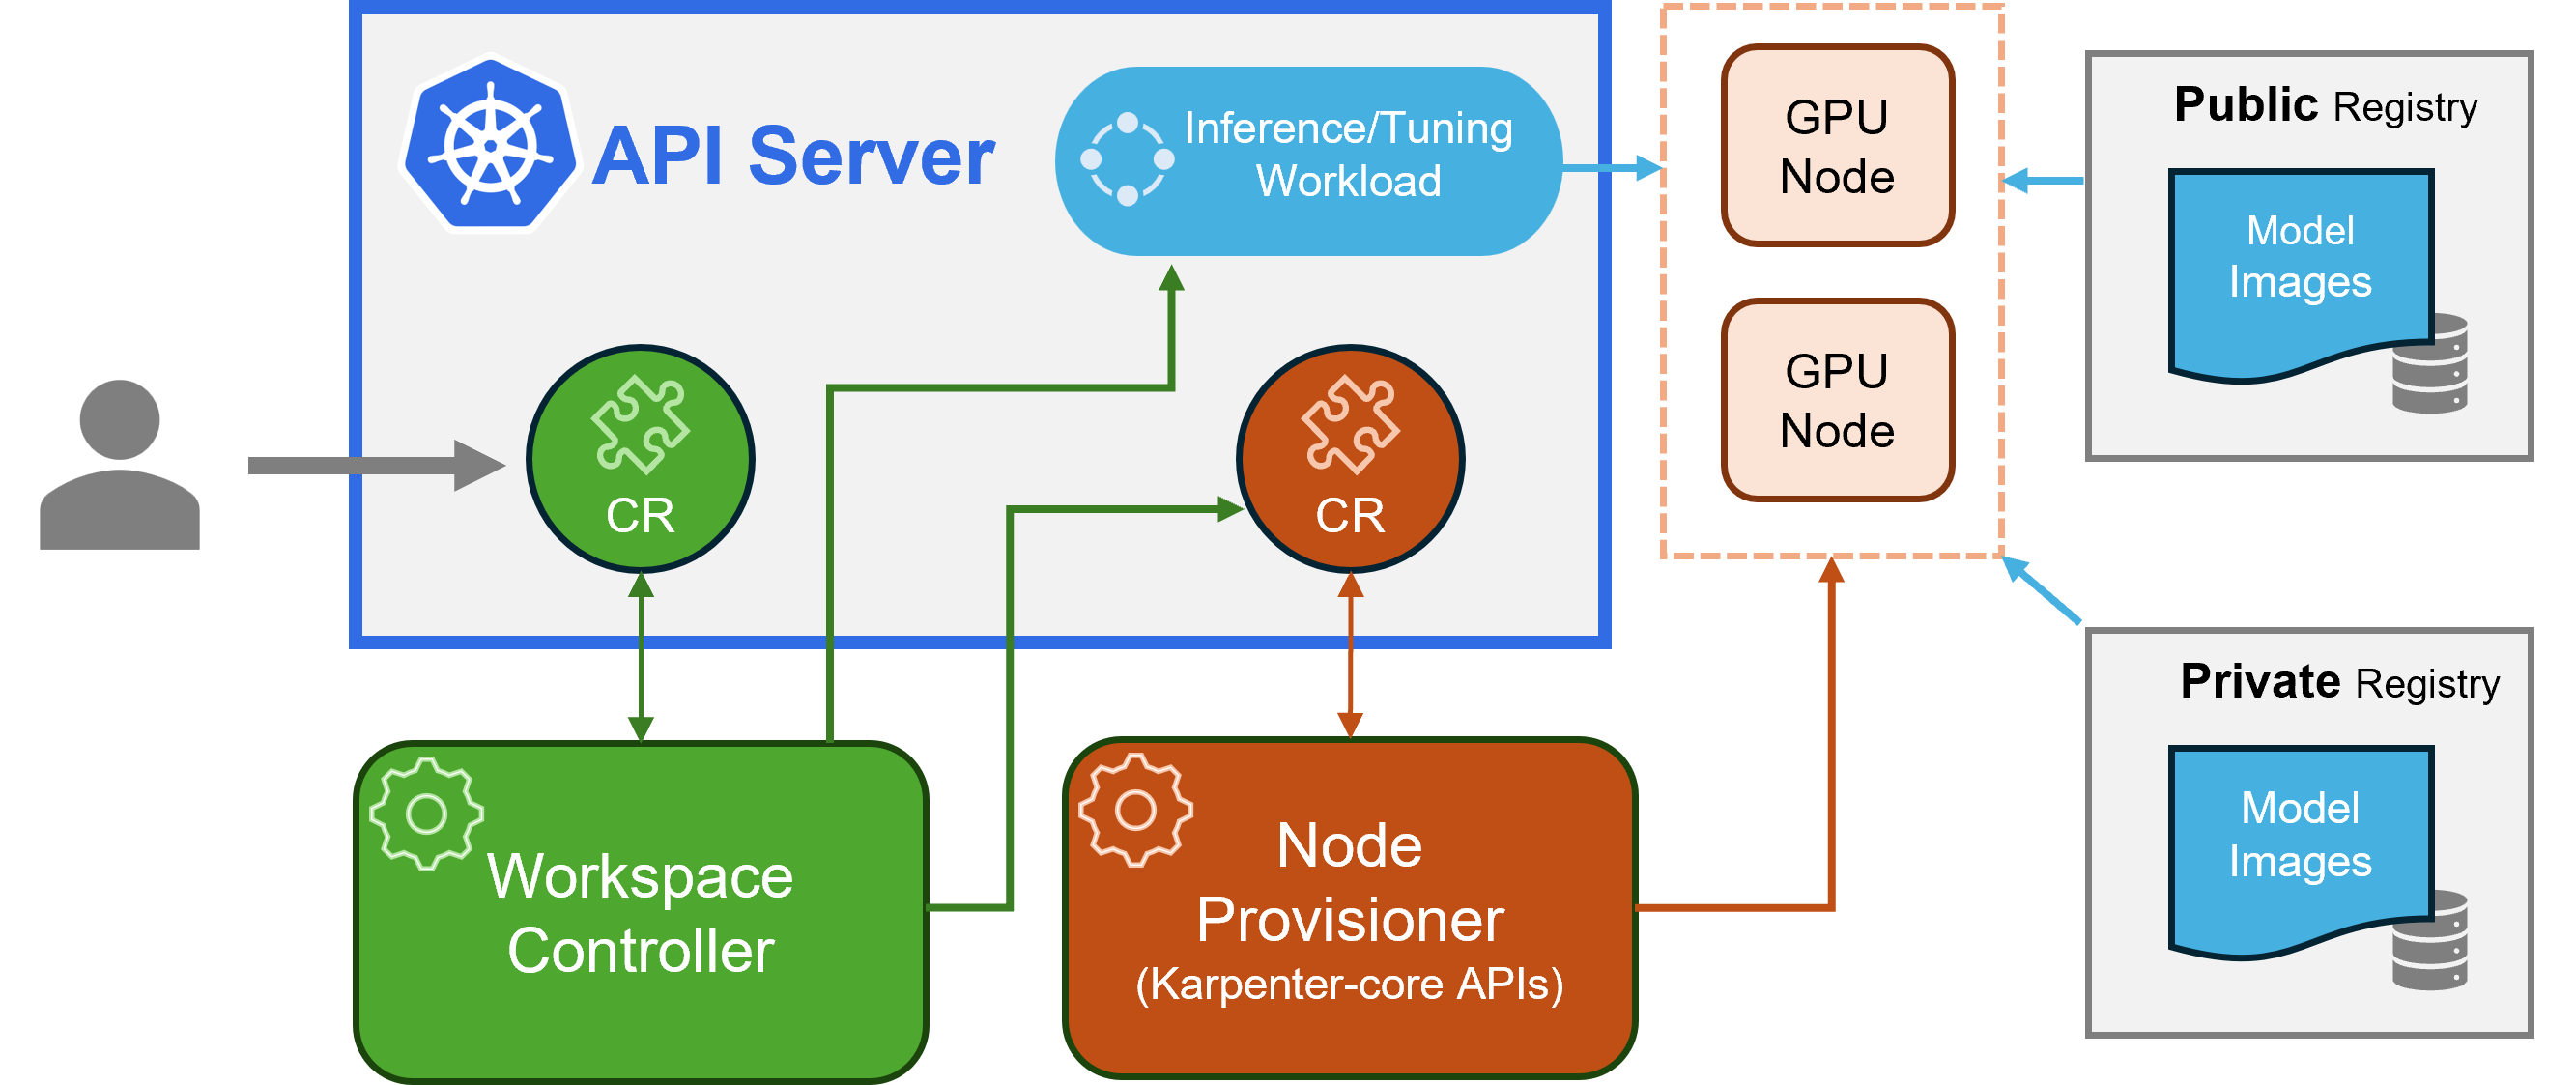 API Server
Inference/Tuning
Workload
CR
CR
Workspace
Controller
Node
Provisioner
(Karpenter-core APIs)
GPU
Node
GPU
Node
Public Registry
Model
Images
Private Registry
Model
Images